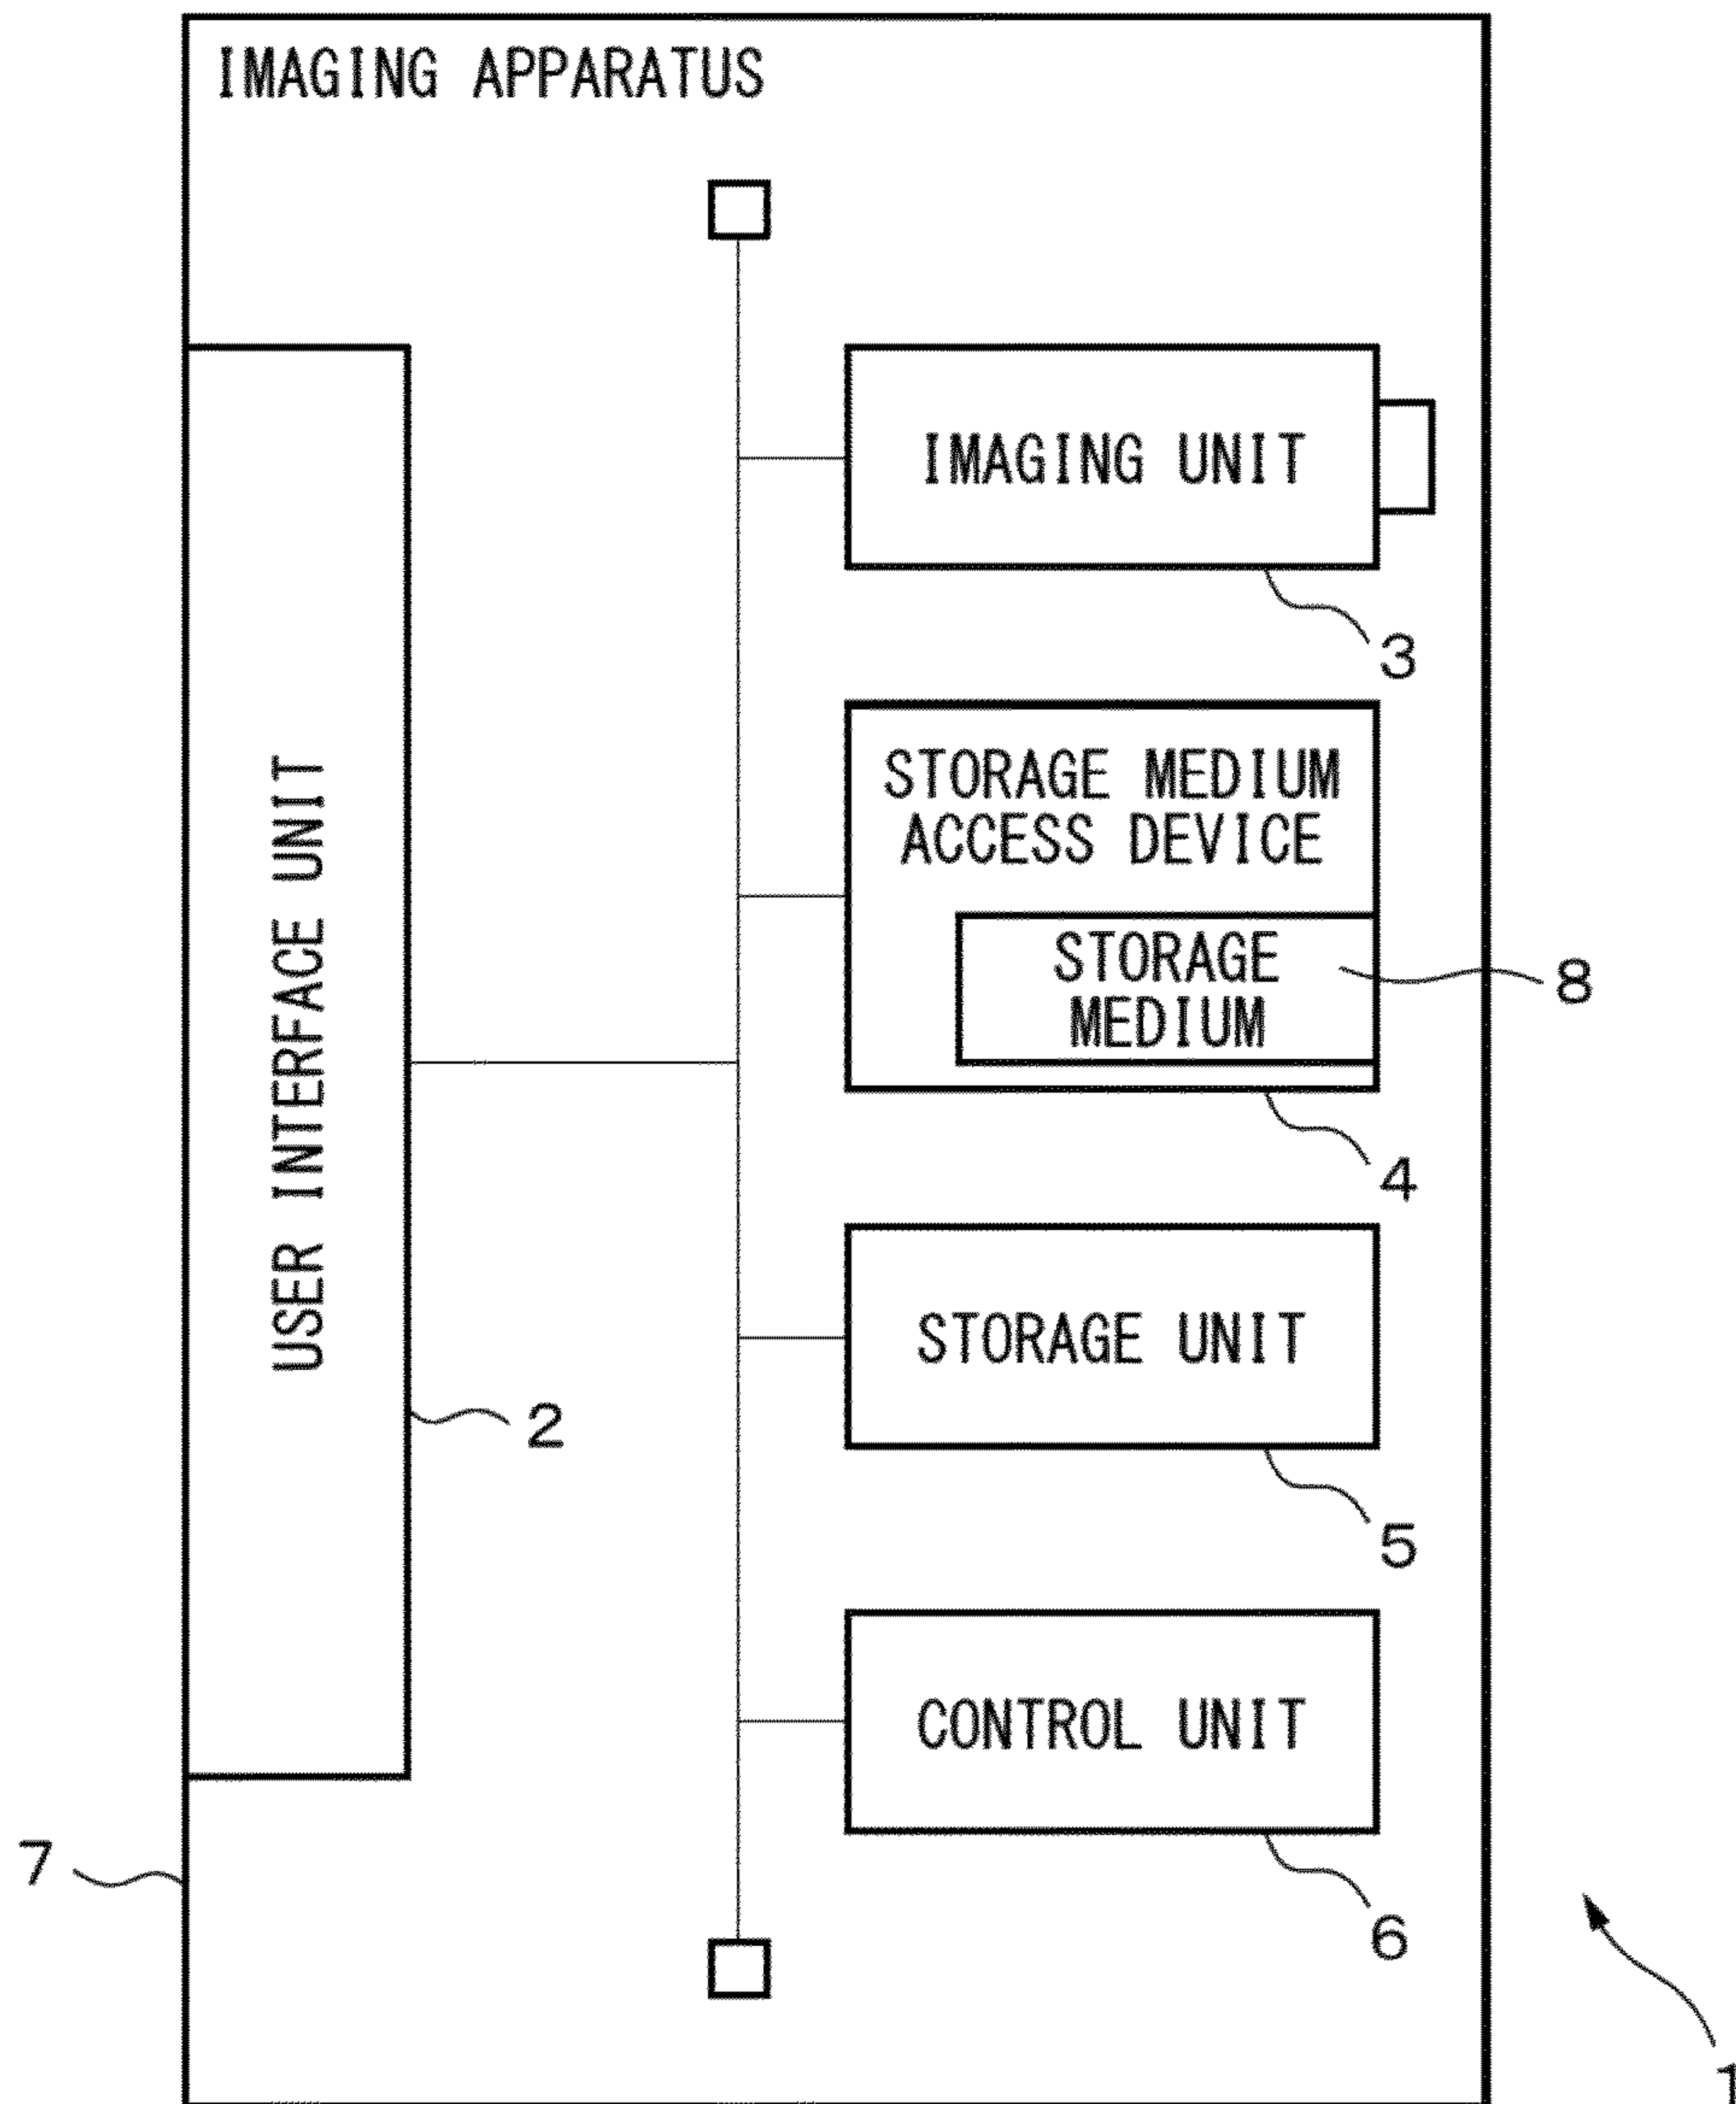 IMAGING APPARATUS
IMAGING UNIT
3
STORAGE MEDIUM
ACCESS DEVICE
STORAGE
MEDIUM
8
4
USER INTERFACE UNIT
2
STORAGE UNIT
5
CONTROL UNIT
6
7
1